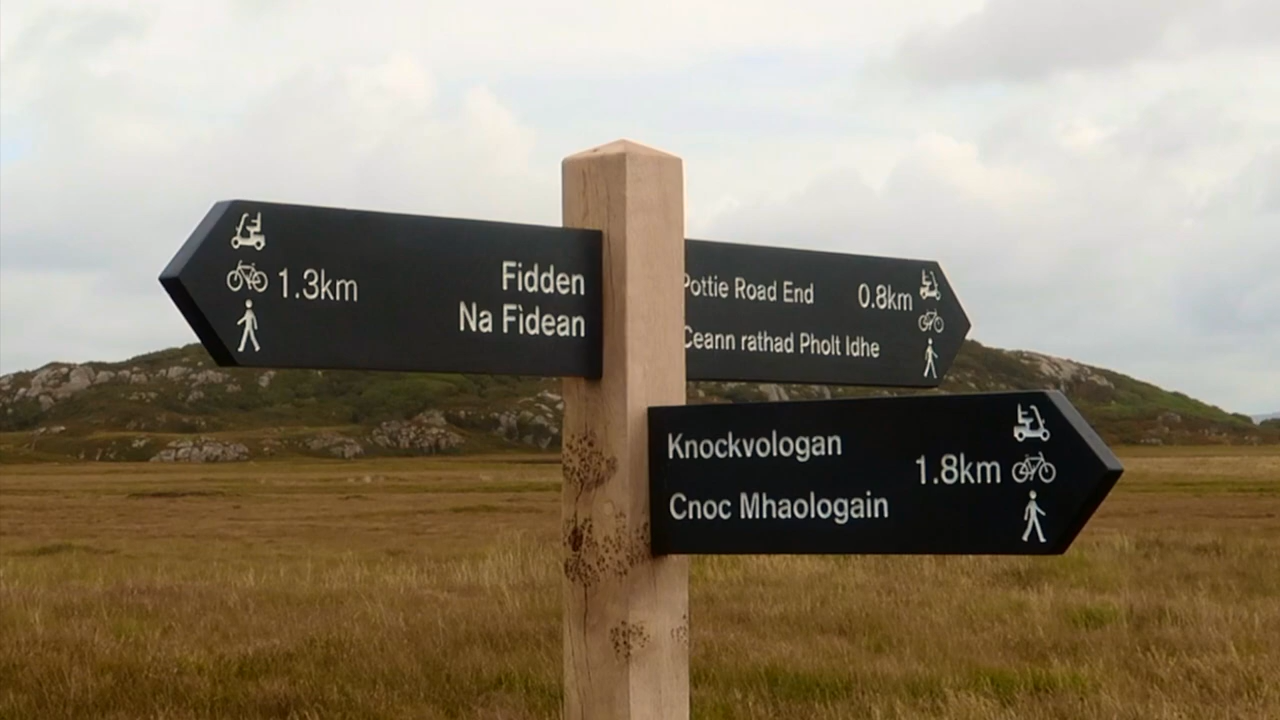 1.3km
Fidden
Na Fìdean
Pottie Road End
0.8km
Ceann rathad Pholt Idhe
Knockvologan
1.8km
Cnoc Mhaologain